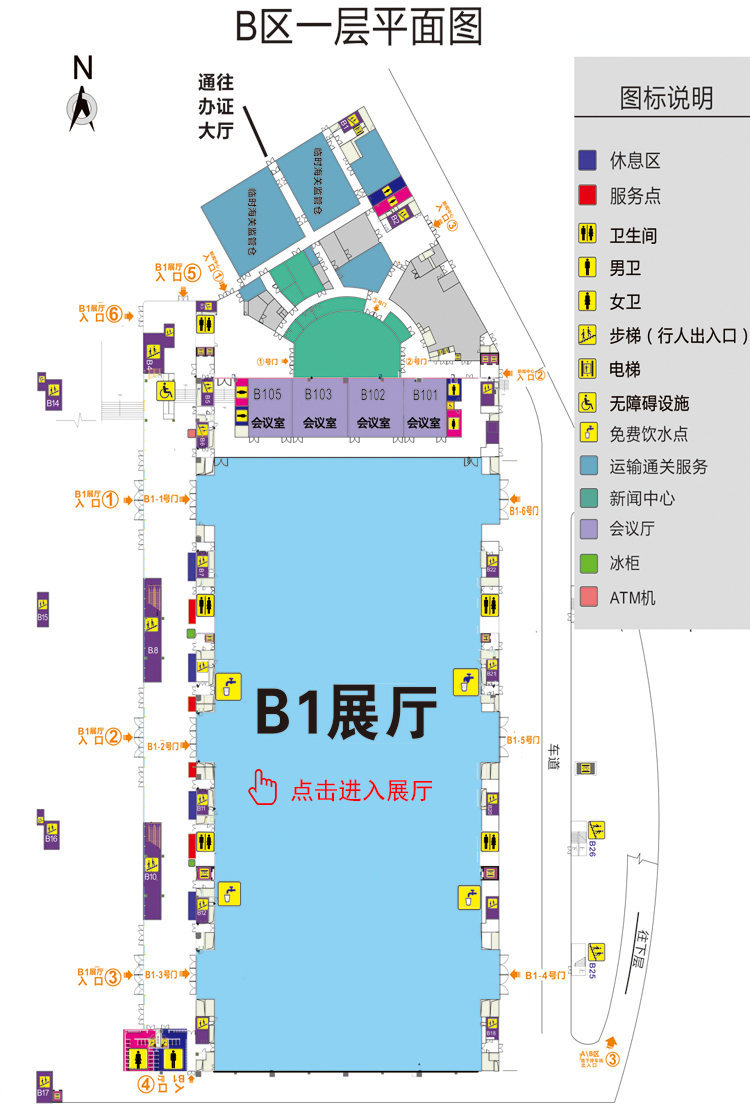 B区一层平面图
N
通往
办证
大厅
图标说明
休息区
服务点
卫生间
男卫
女卫
步梯（行人出入口）
电梯
无障碍设施
免费饮水点
运输通关服务
新闻中心
会议厅
冰柜
ATM机
临时海关监管仓
临时海关监管仓
B1
B2
入口③
入口①
B1展厅
入口⑤
B1展厅
入口⑥
①号门
②号门
③号门
入口②
B4
B5
B6
B14
B105
会议室
B103
会议室
B102
会议室
B101
会议室
B1展厅
入口①
B1-1号门
B1-6号门
B7
B22
B15
B.8
B21
B1展厅
点击进入展厅
B1展厅
入口②
B1-2号门
B1-5号门
车道
B11
B16
B10
B26
B12
B1展厅
入口③
B1-3号门
B1-4号门
B25
往下层
B18
④入口
B1
B17
A\B区
③